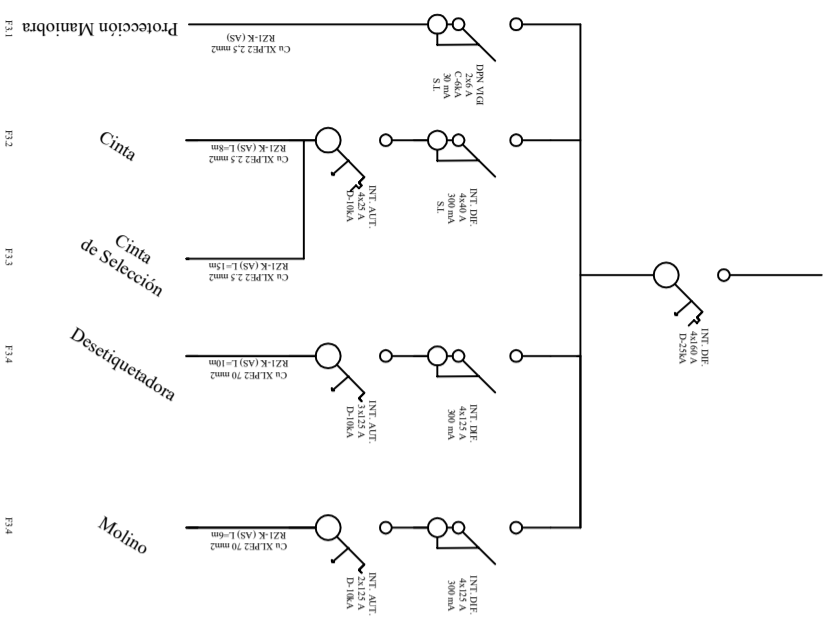 F3.1
Protección Maniobra
RZ1-K (AS)
Cu XLPE 2,5 mm2
DPN VIGI
2x6 A
C-6kA
30 mA
S.I.
F3.2
Cinta
RZ1-K (AS) L=8m
Cu XLPE2 2.5 mm2
INT. AUT.
4x25 A
D-10kA
INT. DIF.
4x40 A
300 mA
S.I.
F3.3
Cinta
de Selección
RZ1-K (AS) L=15m
Cu XLPE2 2.5 mm2
INT. DIF.
4x160 A
D-25kA
F3.4
Desetiquetadora
RZ1-K (AS) L=10m
Cu XLPE2 70 mm2
INT. AUT.
3x125 A
D-10kA
INT. DIF.
4x125 A
300 mA
F3.4
Molino
RZ1-K (AS) L=6m
Cu XLPE2 70 mm2
INT. AUT.
2x125 A
D-10kA
INT. DIF.
4x125 A
300 mA